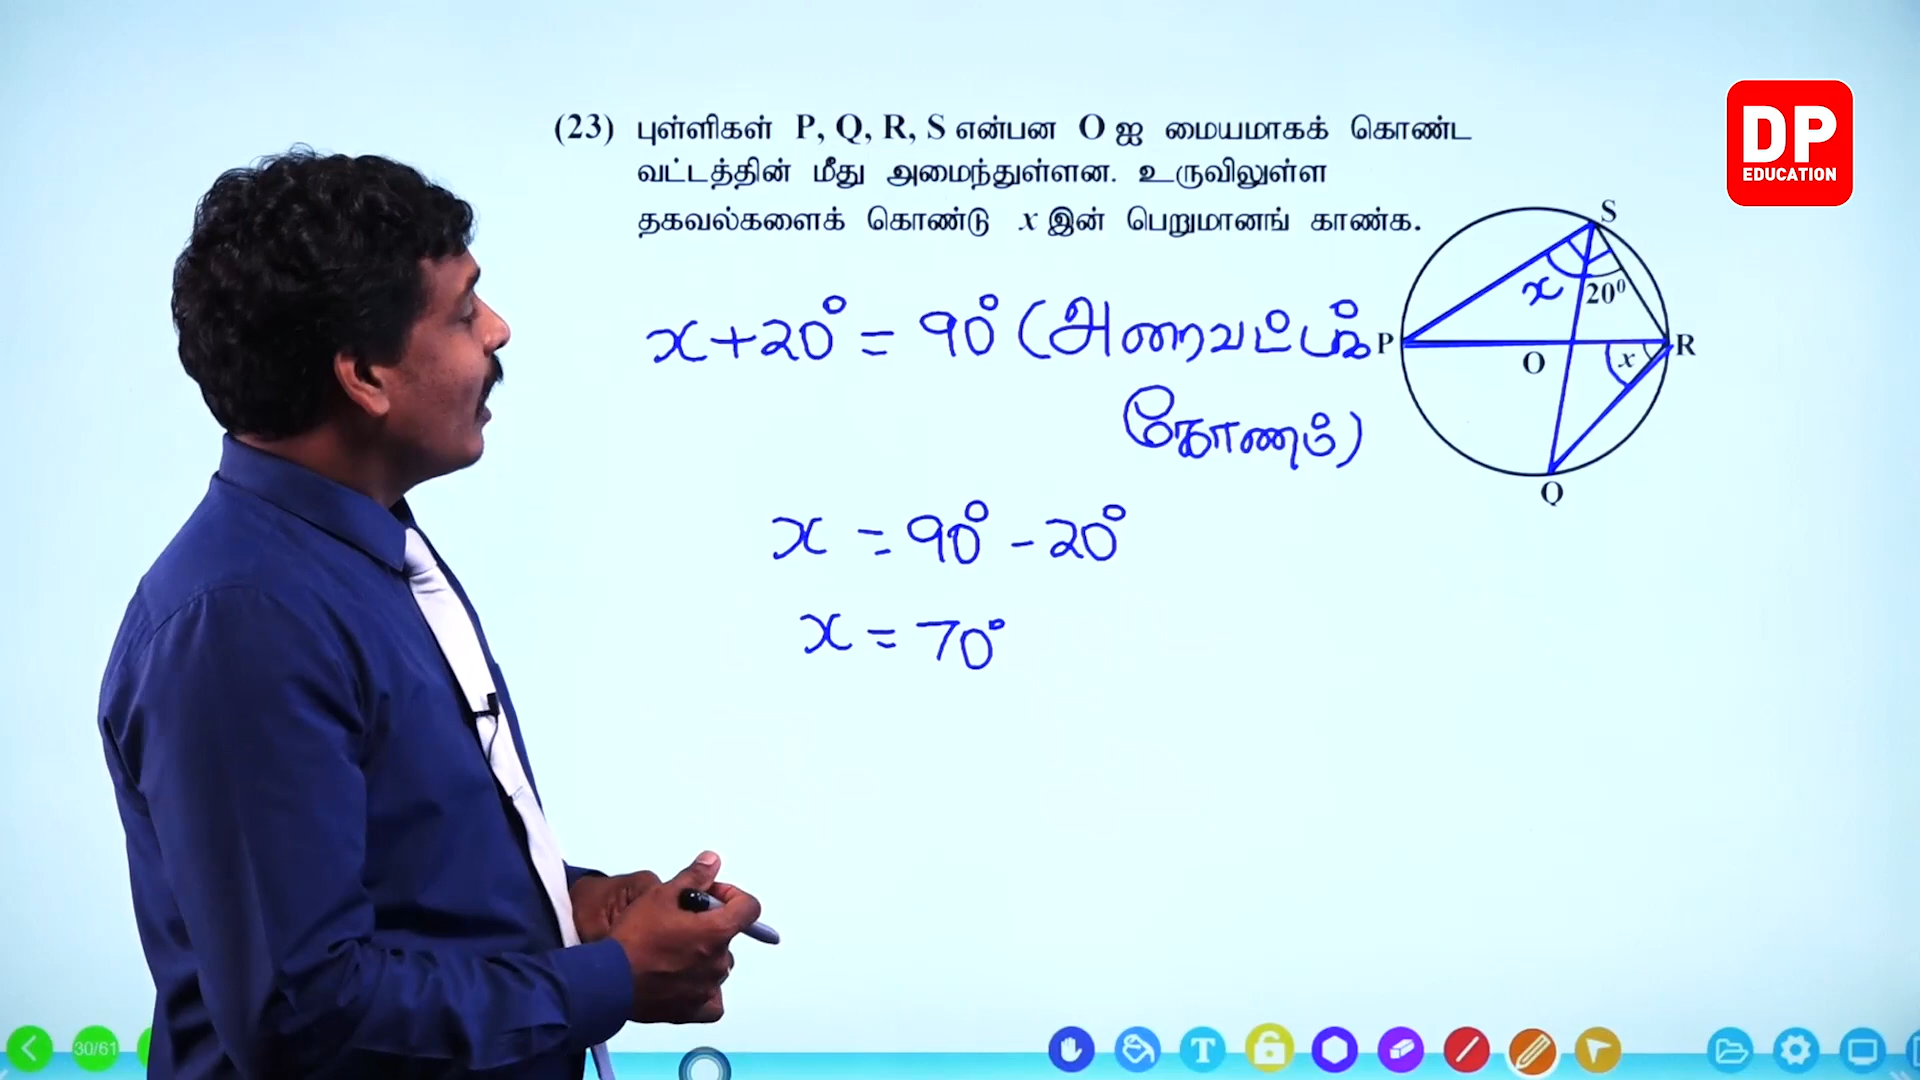 (23) புள்ளிகள் P, Q, R, S என்பன O ஐ மையமாகக் கொண்ட
வட்டத்தின் மீது அமைந்துள்ளன. உருவிலுள்ள
தகவல்களைக் கொண்டு x இன் பெறுமானங் காண்க.
DP
EDUCATION
S
x 20⁰
P
O
x
R
Q
x+20° = 90° (அரைவட்டக்
கோணம்)
x = 90° - 20°
x = 70°
30/61
T